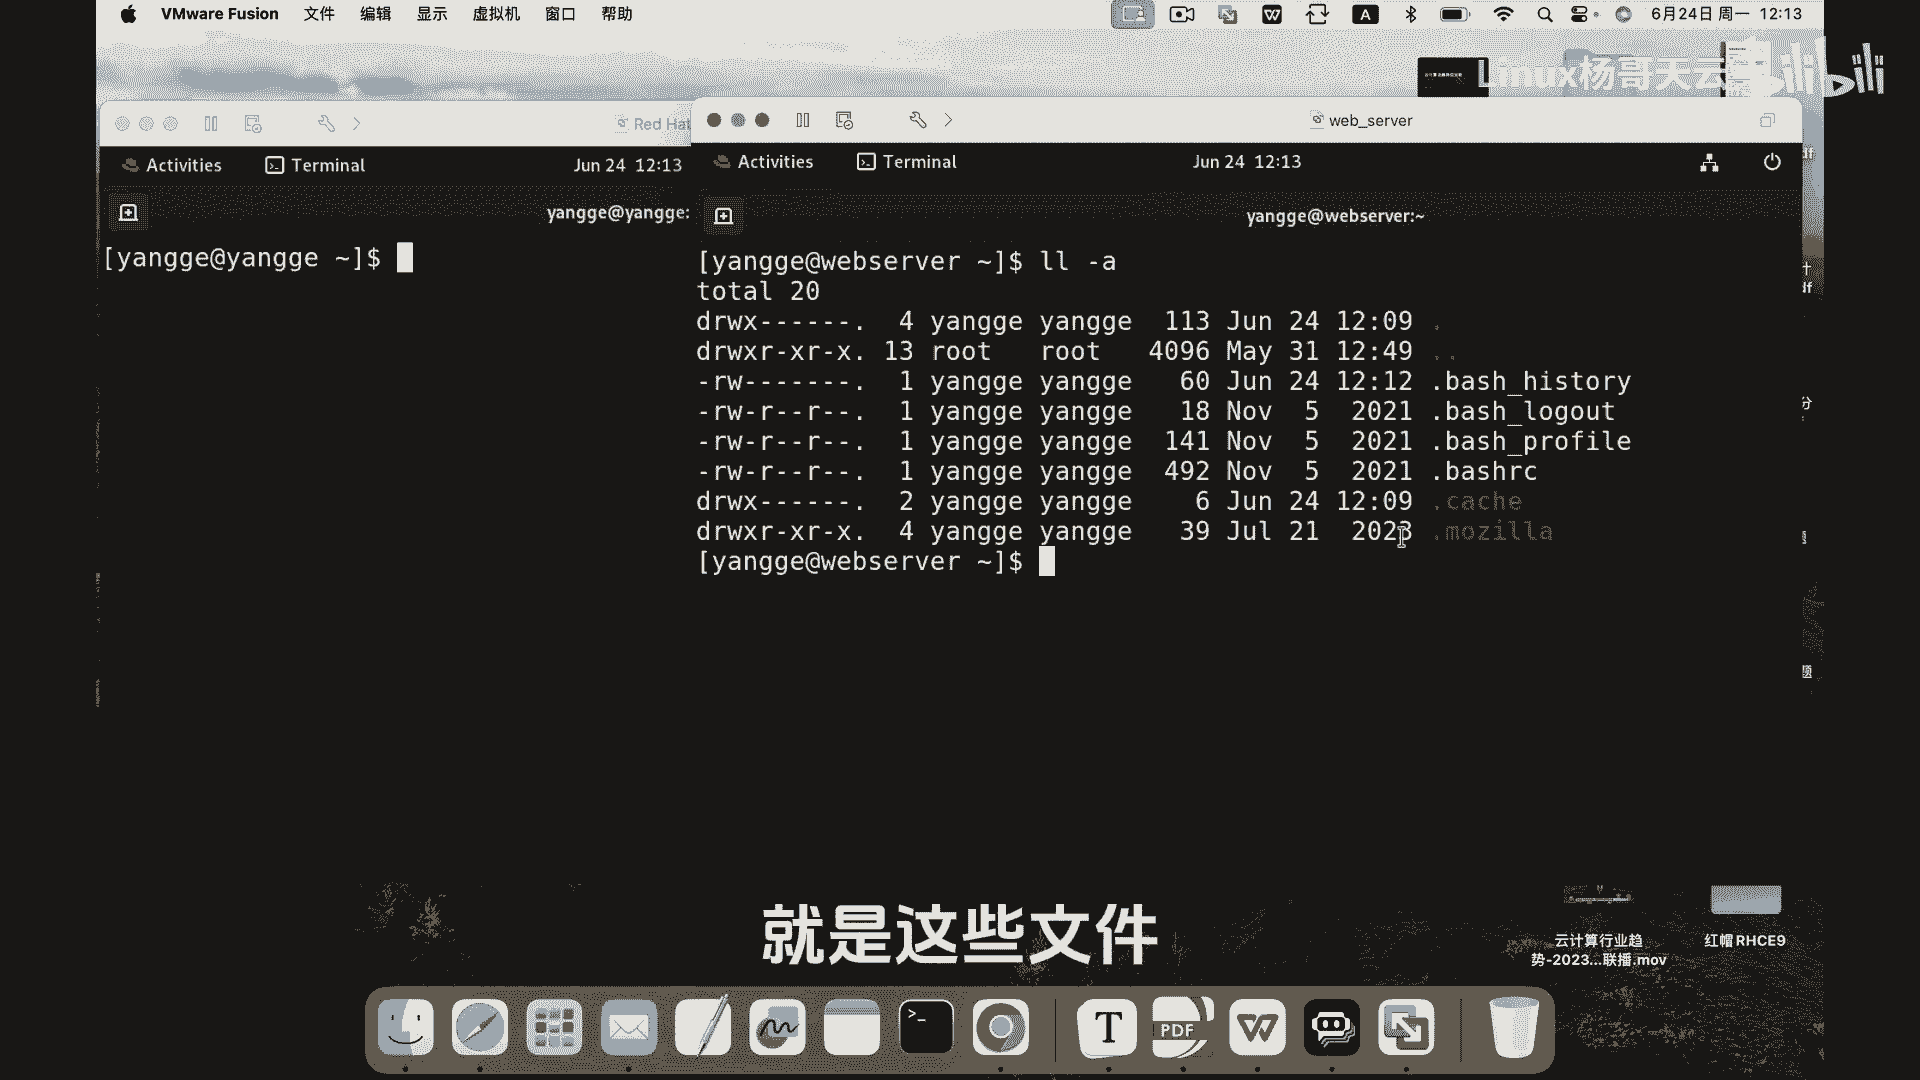 VMware Fusion 文件 编辑 显示 虚拟机 窗口 帮助 6月24日 周一 12:13
Linux杨哥天云 bilibili
Red Hat
web_server
Activities Terminal Jun 24 12:13
Activities Terminal Jun 24 12:13
yangge@yangge:
yangge@webserver:~
[yangge@yangge ~]$
[yangge@webserver ~]$ ll -a
total 20
drwx------. 4 yangge yangge 113 Jun 24 12:09 .
drwxr-xr-x. 13 root root 4096 May 31 12:49 ..
-rw-------. 1 yangge yangge 60 Jun 24 12:12 .bash_history
-rw-r--r--. 1 yangge yangge 18 Nov 5 2021 .bash_logout
-rw-r--r--. 1 yangge yangge 141 Nov 5 2021 .bash_profile
-rw-r--r--. 1 yangge yangge 492 Nov 5 2021 .bashrc
drwx------. 2 yangge yangge 6 Jun 24 12:09 .cache
drwxr-xr-x. 4 yangge yangge 39 Jul 21 2023 .mozilla
[yangge@webserver ~]$
就是这些文件
云计算行业趋
势-2023...联播.mov
红帽RHCE9
PDF